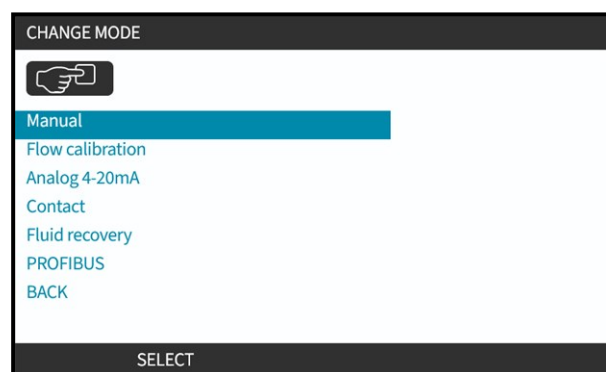 CHANGE MODE
Manual
Flow calibration
Analog 4-20mA
Contact
Fluid recovery
PROFIBUS
BACK
SELECT